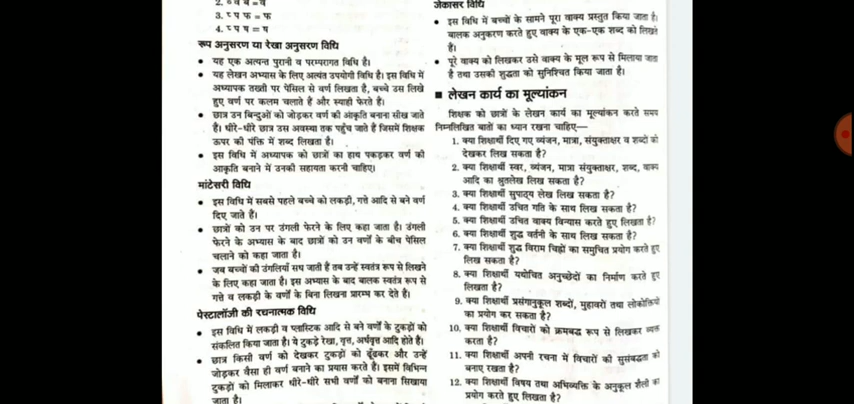 2. ठ व ब = व
3. र प फ = फ
4. र प ष = ष
रूप अनुसरण या रेखा अनुसरण विधि
• यह एक अत्यन्त पुरानी व परम्परागत विधि है।
• यह लेखन अभ्यास के लिए अत्यंत उपयोगी विधि है। इस विधि में
अध्यापक तख्ती पर पेंसिल से वर्ण लिखता है, बच्चे उस लिखे
हुए वर्ण पर कलम चलाते हैं और स्याही फेरते हैं।
• छात्र उन बिन्दुओं को जोड़कर वर्ण की आकृति बनाना सीख जाते
हैं। धीरे-धीरे छात्र उस अवस्था तक पहुँच जाते हैं जिसमें शिक्षक
ऊपर की पंक्ति में शब्द लिखता है।
• इस विधि में अध्यापक को छात्रों का हाथ पकड़कर वर्ण की
आकृति बनाने में उनकी सहायता करनी चाहिए।
मांटेसरी विधि
• इस विधि में सबसे पहले बच्चे को लकड़ी, गत्ते आदि से बने वर्ण
दिए जाते हैं।
• छात्रों को उन पर उंगली फेरने के लिए कहा जाता है। उंगली
फेरने के अभ्यास के बाद छात्रों को उन वर्णों के बीच पेंसिल
चलाने को कहा जाता है।
• जब बच्चों की उंगलियाँ सध जाती हैं तब उन्हें स्वतंत्र रूप से लिखने
के लिए कहा जाता है। इस अभ्यास के बाद बालक स्वतंत्र रूप से
गत्ते व लकड़ी के वर्णों के बिना लिखना प्रारम्भ कर देते हैं।
पेस्टालॉजी की रचनात्मक विधि
• इस विधि में लकड़ी व प्लास्टिक आदि से बने वर्णों के टुकड़ों को
संकलित किया जाता है। ये टुकड़े रेखा, वृत्त, अर्धवृत्त आदि होते हैं।
• छात्र किसी वर्ण को देखकर टुकड़ों को ढूँढकर और उन्हें
जोड़कर वैसा ही वर्ण बनाने का प्रयास करते हैं। इसमें विभिन्न
टुकड़ों को मिलाकर धीरे-धीरे सभी वर्णों को बनाना सिखाया
जाता है।
जेकासर विधि
• इस विधि में बच्चों के सामने पूरा वाक्य प्रस्तुत किया जाता है।
बालक अनुकरण करते हुए वाक्य के एक-एक शब्द को लिखते
हैं।
• पूरे वाक्य को लिखकर उसे वाक्य के मूल रूप से मिलाया जाता
है तथा उसकी शुद्धता को सुनिश्चित किया जाता है।
■ लेखन कार्य का मूल्यांकन
शिक्षक को छात्रों के लेखन कार्य का मूल्यांकन करते समय
निम्नलिखित बातों का ध्यान रखना चाहिए—
1. क्या शिक्षार्थी दिए गए व्यंजन, मात्रा, संयुक्ताक्षर व शब्दों को
देखकर लिख सकता है?
2. क्या शिक्षार्थी स्वर, व्यंजन, मात्रा संयुक्ताक्षर, शब्द, वाक्य
आदि का श्रुतलेख लिख सकता है?
3. क्या शिक्षार्थी सुपाठ्य लेख लिख सकता है?
4. क्या शिक्षार्थी उचित गति के साथ लिख सकता है?
5. क्या शिक्षार्थी उचित वाक्य विन्यास करते हुए लिखता है?
6. क्या शिक्षार्थी शुद्ध वर्तनी के साथ लिख सकता है?
7. क्या शिक्षार्थी शुद्ध विराम चिह्नों का समुचित प्रयोग करते हुए
लिख सकता है?
8. क्या शिक्षार्थी यथोचित अनुच्छेदों का निर्माण करते हुए
लिखता है?
9. क्या शिक्षार्थी प्रसंगानुकूल शब्दों, मुहावरों तथा लोकोक्तियों
का प्रयोग कर सकता है?
10. क्या शिक्षार्थी विचारों को क्रमबद्ध रूप से लिखकर व्यक्त
करता है?
11. क्या शिक्षार्थी अपनी रचना में विचारों की सुसंबद्धता को
बनाए रखता है?
12. क्या शिक्षार्थी विषय तथा अभिव्यक्ति के अनुकूल शैली का
प्रयोग करते हुए लिखता है?